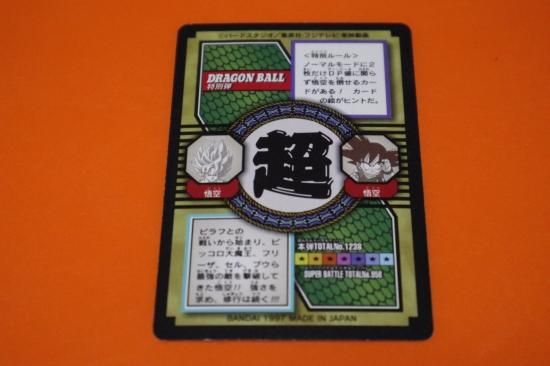 ©バードスタジオ/集英社・フジテレビ・東映動画
DRAGON BALL
特別弾
<特別ルール>
ノーマルモードに2
枚だけDP値に関ら
ず悟空を倒せるカー
ドがある! カード
の絵がヒントだ。
超
悟空
悟空
ピラフとの
戦いから始まり、ピ
ッコロ大魔王、フリ
ーザ、セル、ブウら
最強の敵を撃破して
きた悟空!! 強さを
求め、修行は続く!!!
本弾TOTALNo.1238
SUPER BATTLE TOTALNo.950
BANDAI 1997 MADE IN JAPAN